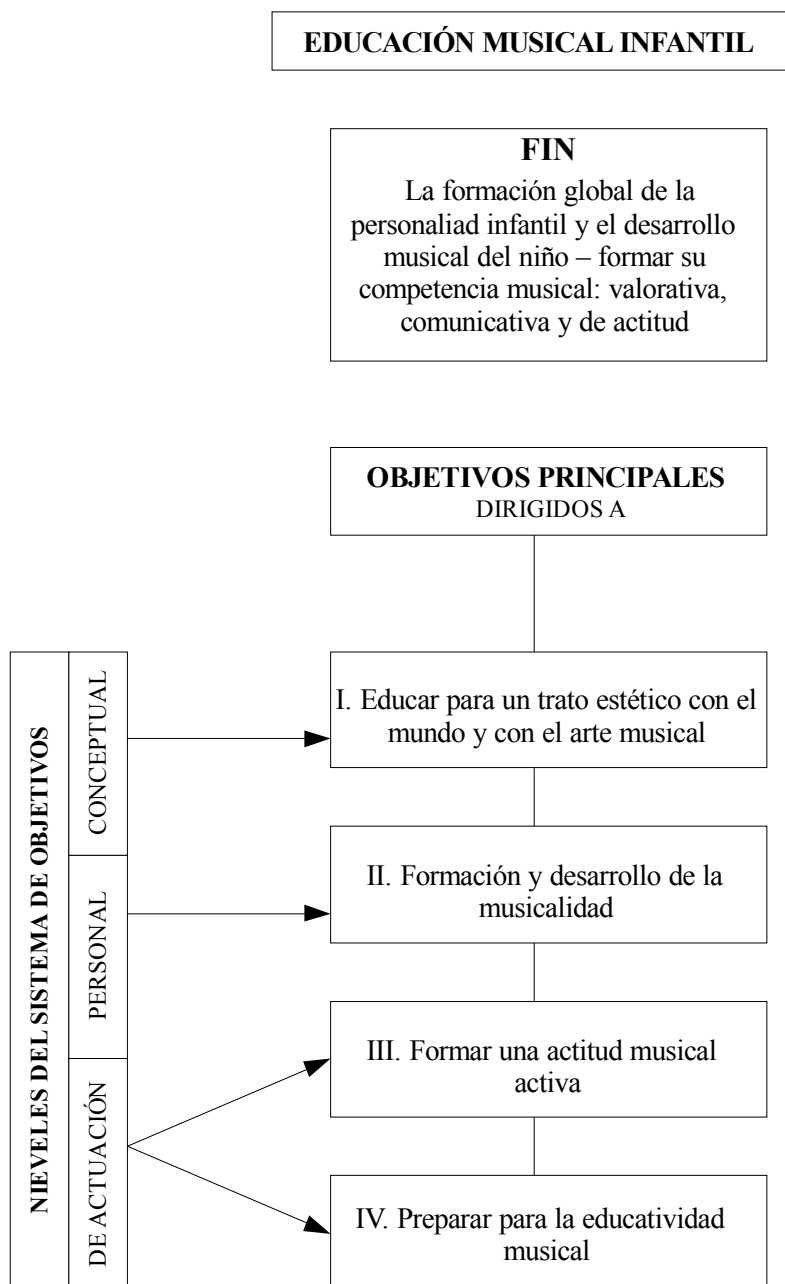 EDUCACIÓN MUSICAL INFANTIL
FIN
La formación global de la
personaliad infantil y el desarrollo
musical del niño – formar su
competencia musical: valorativa,
comunicativa y de actitud
OBJETIVOS PRINCIPALES
DIRIGIDOS A
NIEVELES DEL SISTEMA DE OBJETIVOS
CONCEPTUAL
I. Educar para un trato estético con el
mundo y con el arte musical
PERSONAL
II. Formación y desarrollo de la
musicalidad
DE ACTUACIÓN
III. Formar una actitud musical
activa
IV. Preparar para la educatividad
musical